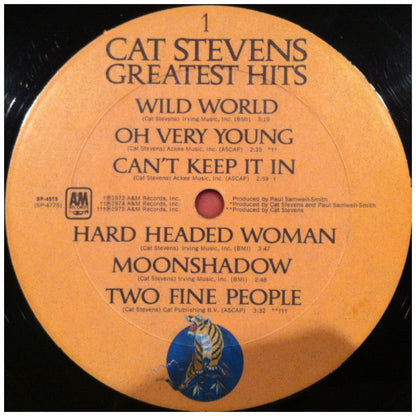 1
CAT STEVENS
GREATEST HITS
WILD WORLD
(Cat Stevens) Irving Music, Inc. (BMI) 3:19
OH VERY YOUNG
(Cat Stevens) Ackee Music, Inc. (ASCAP) 2:35 **††
CAN'T KEEP IT IN
(Cat Stevens) Ackee Music, Inc. (ASCAP) 2:59 †
SP-4519
(SP-4775)
A&M
RECORDS
†℗1972 A&M Records, Inc.
††℗1974 A&M Records, Inc.
†††℗1975 A&M Records, Inc.
Produced by Paul Samwell-Smith
*Produced by Cat Stevens and Paul Samwell-Smith
**Produced by Cat Stevens
HARD HEADED WOMAN
(Cat Stevens) Irving Music, Inc. (BMI) 3:47
MOONSHADOW
(Cat Stevens) Irving Music, Inc. (BMI) 2:48
TWO FINE PEOPLE
(Cat Stevens) Cat Publishing B.V. (ASCAP) 3:32 **†††